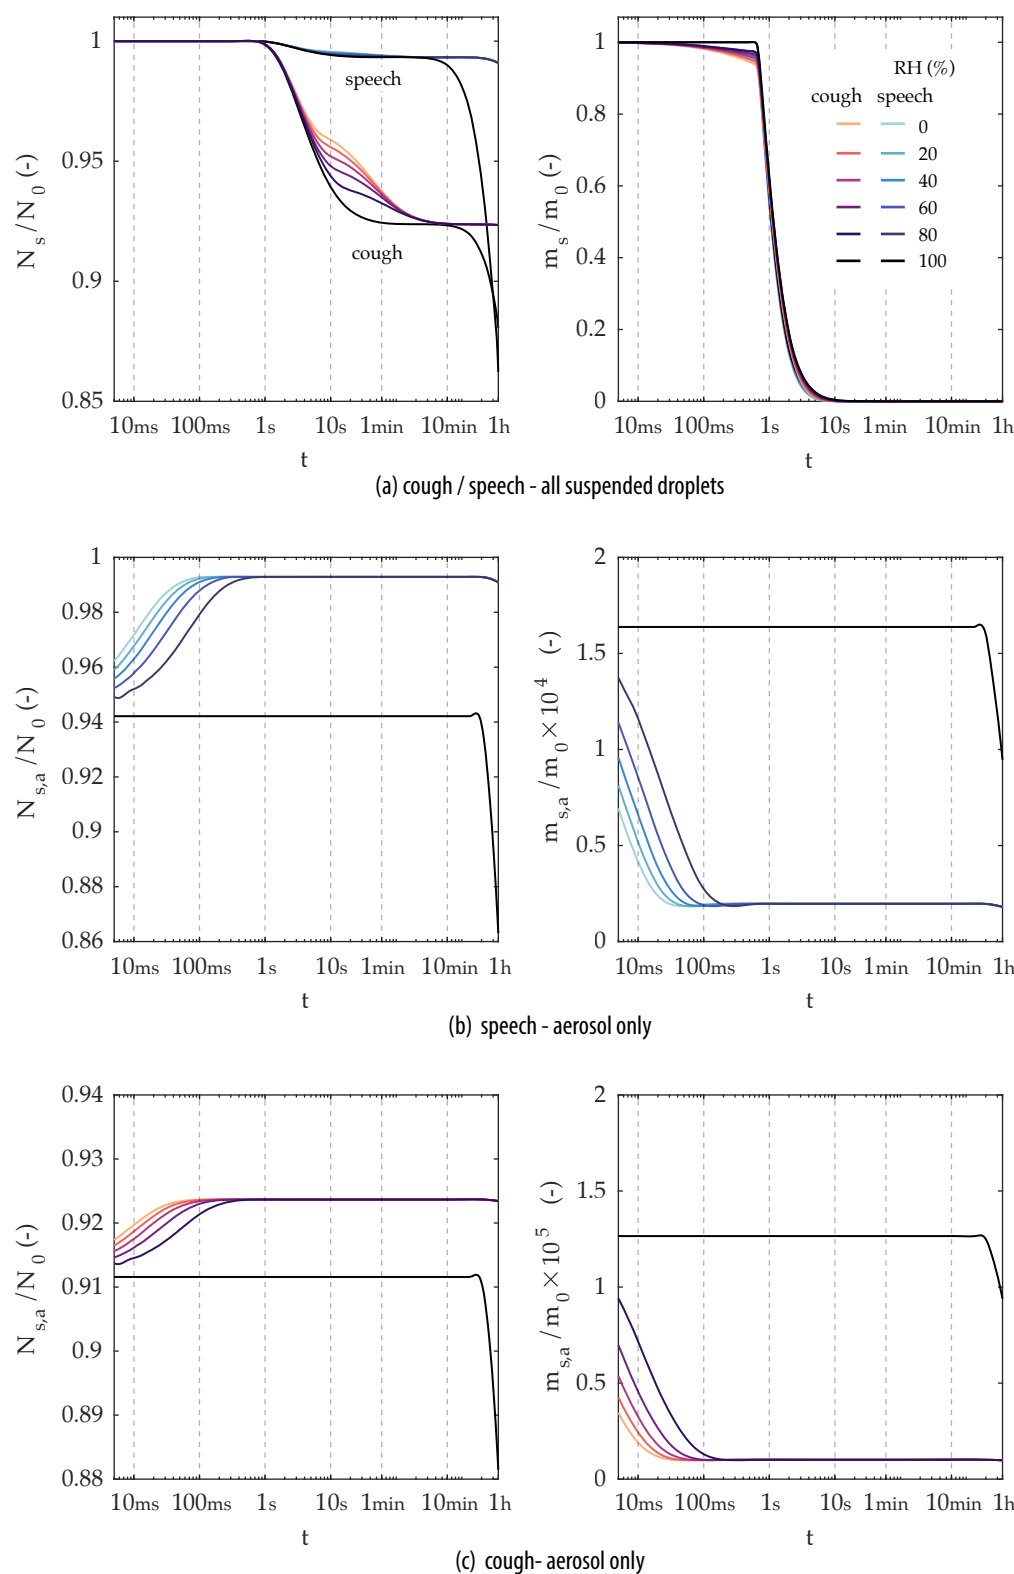 N_s/N_0 (-)
1
0.95
0.9
0.85
speech
cough
10ms 100ms 1s 10s 1min 10min 1h
t
m_s/m_0 (-)
1
0.8
0.6
0.4
0.2
0
RH (%)
cough speech
0
20
40
60
80
100
10ms 100ms 1s 10s 1min 10min 1h
t
(a) cough / speech - all suspended droplets
N_{s,a}/N_0 (-)
1
0.98
0.96
0.94
0.92
0.9
0.88
0.86
10ms 100ms 1s 10s 1min 10min 1h
t
m_{s,a}/m_0×10^4 (-)
2
1.5
1
0.5
0
10ms 100ms 1s 10s 1min 10min 1h
t
(b) speech - aerosol only
N_{s,a}/N_0 (-)
0.94
0.93
0.92
0.91
0.9
0.89
0.88
10ms 100ms 1s 10s 1min 10min 1h
t
m_{s,a}/m_0×10^5 (-)
2
1.5
1
0.5
0
10ms 100ms 1s 10s 1min 10min 1h
t
(c) cough- aerosol only